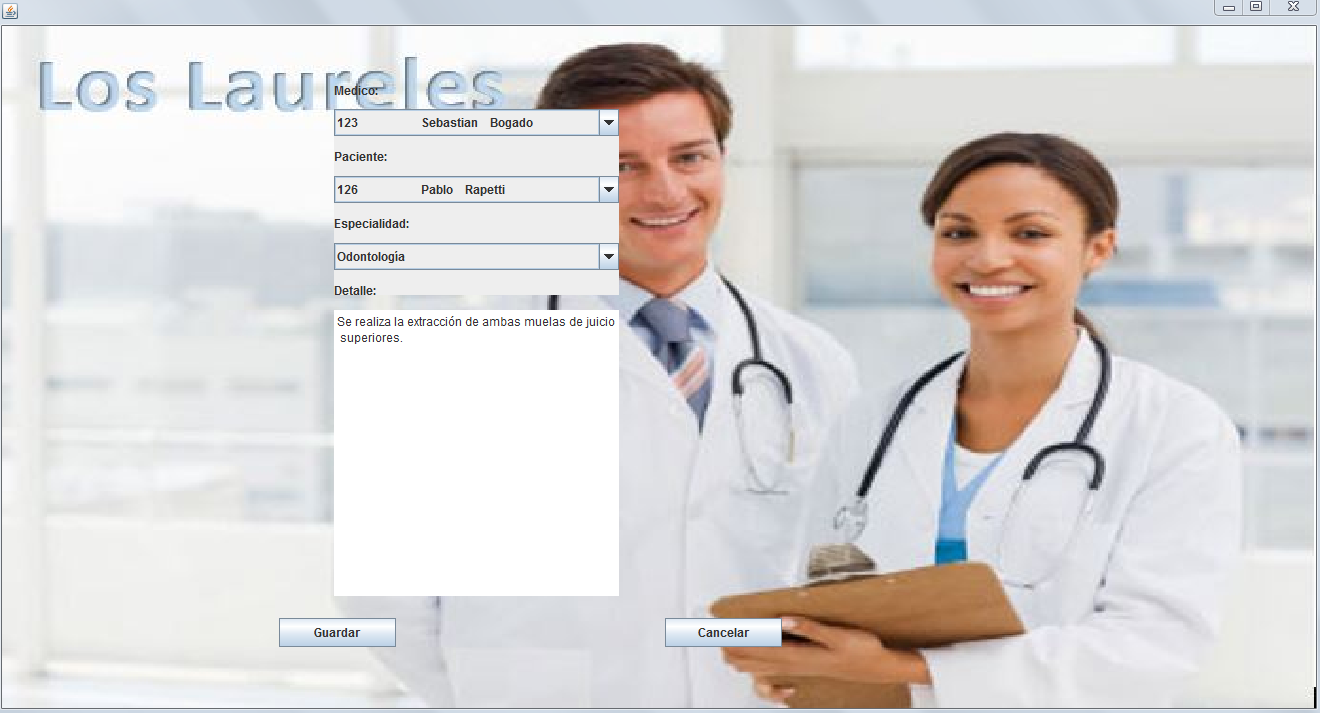 Los Laureles
Medico:
123 Sebastian Bogado
Paciente:
126 Pablo Rapetti
Especialidad:
Odontología
Detalle:
Se realiza la extracción de ambas muelas de juicio
superiores.
Guardar Cancelar